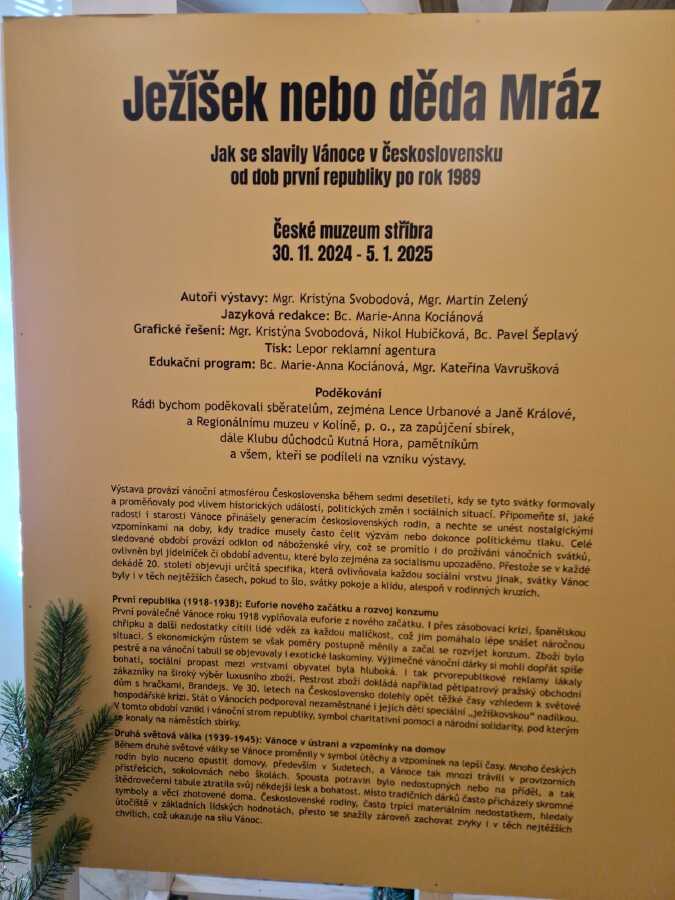 Ježíšek nebo děda Mráz
Jak se slavily Vánoce v Československu
od dob první republiky po rok 1989
České muzeum stříbra
30. 11. 2024 - 5. 1. 2025
Autoři výstavy: Mgr. Kristýna Svobodová, Mgr. Martin Zelený
Jazyková redakce: Bc. Marie-Anna Kociánová
Grafické řešení: Mgr. Kristýna Svobodová, Nikol Hubičková, Bc. Pavel Šeplavý
Tisk: Lepor reklamní agentura
Edukační program: Bc. Marie-Anna Kociánová, Mgr. Kateřina Vavrušková
Poděkování
Rádi bychom poděkovali sběratelům, zejména Lence Urbanové a Janě Králové,
a Regionálnímu muzeu v Kolíně, p. o., za zapůjčení sbírek,
dále Klubu důchodců Kutná Hora, pamětníkům
a všem, kteří se podíleli na vzniku výstavy.
Výstava provází vánoční atmosférou Československa během sedmi desetiletí, kdy se tyto svátky formovaly
a proměňovaly pod vlivem historických událostí, politických změn i sociálních situací. Připomeňte si, jaké
radosti i starosti Vánoce přinášely generacím československých rodin, a nechte se unést nostalgickými
vzpomínkami na doby, kdy tradice musely často čelit výzvám nebo dokonce politickému tlaku. Celé
sledované období provází odklon od náboženské víry, což se promítlo i do prožívání vánočních svátků,
ovlivněn byl jídelníček či období adventu, které bylo zejména za socialismu upozaděno. Přestože se v každé
dekádě 20. století objevují určitá specifika, která ovlivňovala každou sociální vrstvu jinak, svátky Vánoc
byly i v těch nejtěžších časech, pokud to šlo, svátky pokoje a klidu, alespoň v rodinných kruzích.
První republika (1918-1938): Euforie nového začátku a rozvoj konzumu
První poválečné Vánoce roku 1918 vyplňovala euforie z nového začátku. I přes zásobovací krizi, španělskou
chřipku a další nedostatky cítili lidé vděk za každou maličkost, což jim pomáhalo lépe snášet náročnou
situaci. S ekonomickým růstem se však poměry postupně měnily a začal se rozvíjet konzum. Zboží bylo
pestré a na vánoční tabuli se objevovaly i exotické laskominy. Výjimečné vánoční dárky si mohli dopřát spíše
bohatí, sociální propast mezi vrstvami obyvatel byla hluboká. I tak prvorepublikové reklamy lákaly
zákazníky na široký výběr luxusního zboží. Pestrost zboží dokládá například pětipatrový pražský obchodní
dům s hračkami, Brandejs. Ve 30. letech na Československo dolehly opět těžké časy vzhledem k světové
hospodářské krizi. Stát o Vánocích podporoval nezaměstnané i jejich děti speciální „ježíškovskou“ nadílkou.
V tomto období vznikl i vánoční strom republiky, symbol charitativní pomoci a národní solidarity, pod kterým
se konaly na náměstích sbírky.
Druhá světová válka (1939-1945): Vánoce v ústraní a vzpomínky na domov
Během druhé světové války se Vánoce proměnily v symbol útěchy a vzpomínek na lepší časy. Mnoho českých
rodin bylo nuceno opustit domovy, především v Sudetech, a Vánoce tak mnozí trávili v provizorních
přístřešcích, sokolovnách nebo školách. Spousta potravin bylo nedostupných nebo na příděl, a tak
štědrovečerní tabule ztratila svůj někdejší lesk a bohatost. Místo tradičních dárků často přicházely skromné
symboly a věci zhotovené doma. Československé rodiny, často trpící materiálním nedostatkem, hledaly
útočiště v základních lidských hodnotách, přesto se snažily zároveň zachovat zvyky i v těch nejtěžších
chvílích, což ukazuje na sílu Vánoc.